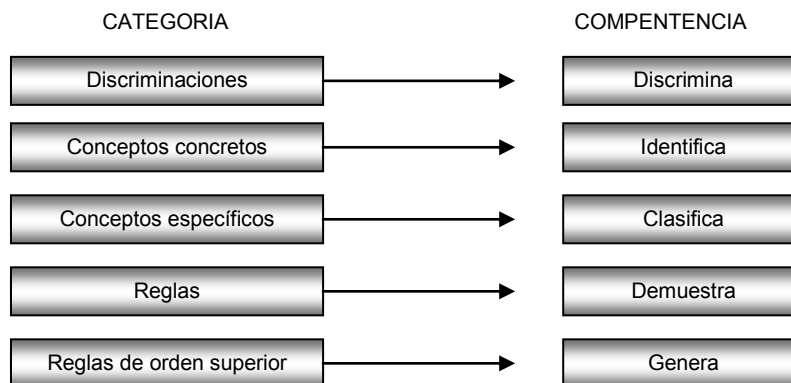 CATEGORIA COMPENTENCIA
Discriminaciones Discrimina
Conceptos concretos Identifica
Conceptos específicos Clasifica
Reglas Demuestra
Reglas de orden superior Genera